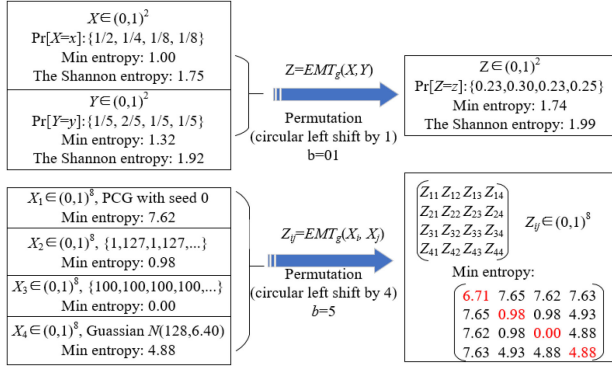 X∈(0,1)²
Pr[X=x]:{1/2, 1/4, 1/8, 1/8}
Min entropy: 1.00
The Shannon entropy: 1.75
Y∈(0,1)²
Pr[Y=y]:{1/5, 2/5, 1/5, 1/5}
Min entropy: 1.32
The Shannon entropy: 1.92
Z=EMT_g(X,Y)
Permutation
(circular left shift by 1)
b=01
Z∈(0,1)²
Pr[Z=z]:{0.23,0.30,0.23,0.25}
Min entropy: 1.74
The Shannon entropy: 1.99
X₁∈(0,1)⁸, PCG with seed 0
Min entropy: 7.62
X₂∈(0,1)⁸, {1,127,1,127,...}
Min entropy: 0.98
X₃∈(0,1)⁸, {100,100,100,100,...}
Min entropy: 0.00
X₄∈(0,1)⁸, Guassian N(128,6.40)
Min entropy: 4.88
Z_ij=EMT_g(X_i, X_j)
Permutation
(circular left shift by 4)
b=5
Z₁₁ Z₁₂ Z₁₃ Z₁₄
Z₂₁ Z₂₂ Z₂₃ Z₂₄
Z₃₁ Z₃₂ Z₃₃ Z₃₄
Z₄₁ Z₄₂ Z₄₃ Z₄₄
Z_ij∈(0,1)⁸
Min entropy:
6.71 7.65 7.62 7.63
7.65 0.98 0.98 4.93
7.62 0.98 0.00 4.88
7.63 4.93 4.88 4.88